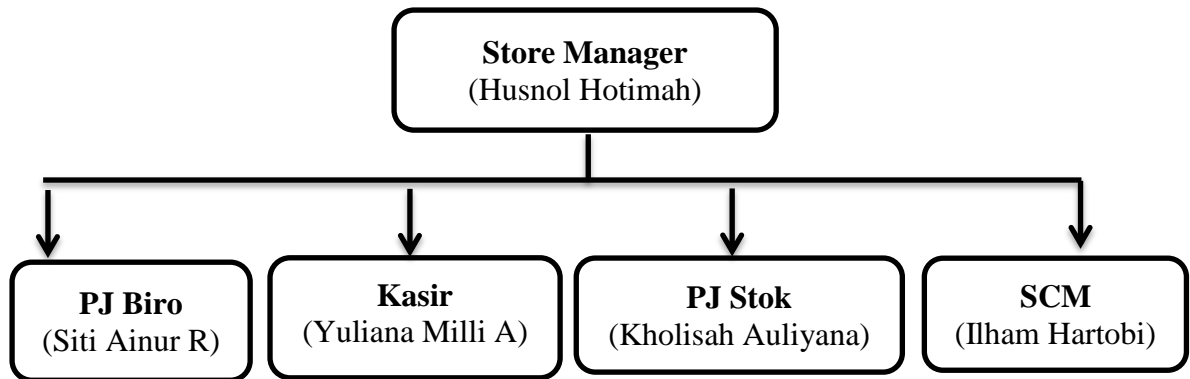 Store Manager
(Husnol Hotimah)
PJ Biro
(Siti Ainur R)
Kasir
(Yuliana Milli A)
PJ Stok
(Kholisah Auliyana)
SCM
(Ilham Hartobi)